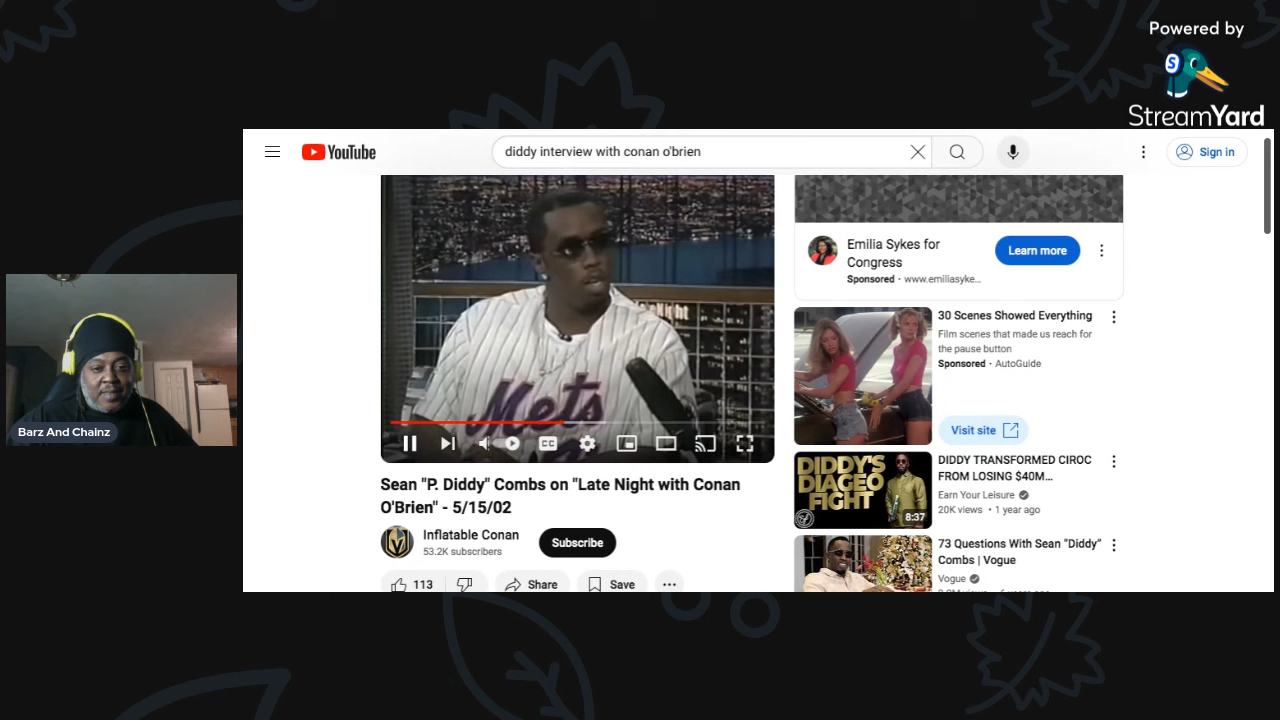 Powered by
StreamYard
YouTube
diddy interview with conan o'brien
Sign in
Mets
CC
Sean "P. Diddy" Combs on "Late Night with Conan
O'Brien" - 5/15/02
Inflatable Conan
53.2K subscribers
Subscribe
113
Share
Save
Emilia Sykes for
Congress
Sponsored · www.emiliasyke...
Learn more
30 Scenes Showed Everything
Film scenes that made us reach for
the pause button
Sponsored · AutoGuide
Visit site
DIDDY'S
DIAGEO
FIGHT
8:37
DIDDY TRANSFORMED CIROC
FROM LOSING $40M...
Earn Your Leisure
20K views · 1 year ago
73 Questions With Sean “Diddy”
Combs | Vogue
Vogue
Barz And Chainz